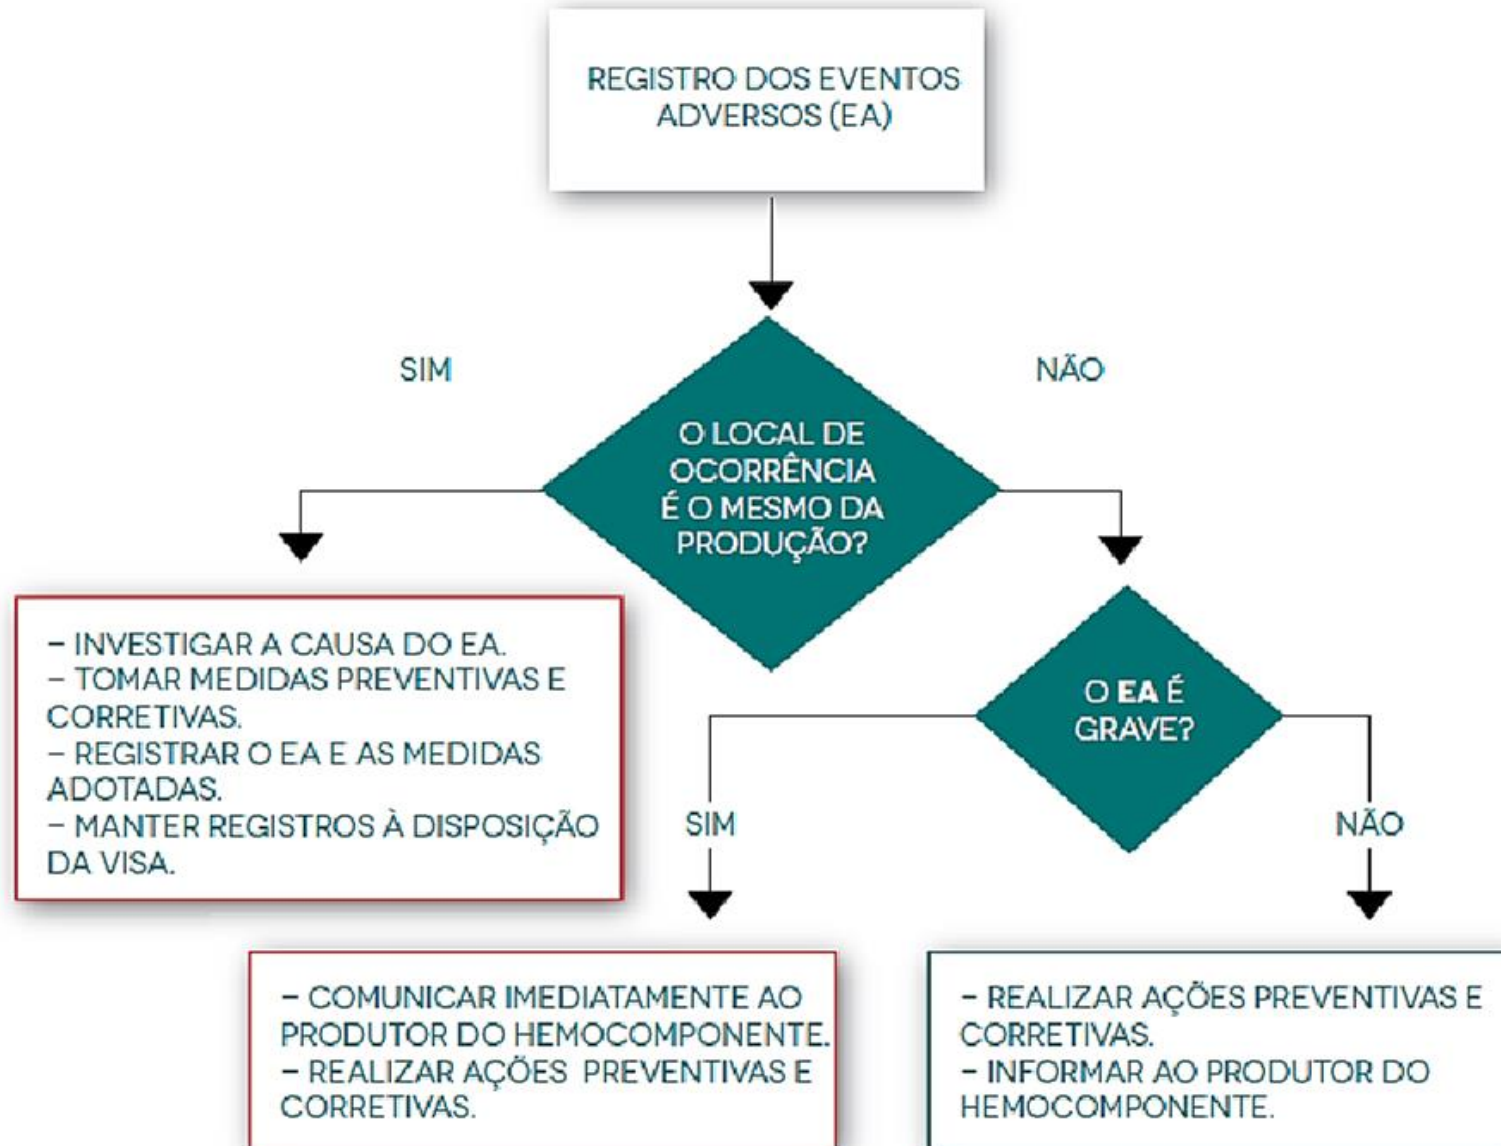 REGISTRO DOS EVENTOS
ADVERSOS (EA)
SIM
NÃO
O LOCAL DE
OCORRÊNCIA
É O MESMO DA
PRODUÇÃO?
– INVESTIGAR A CAUSA DO EA.
– TOMAR MEDIDAS PREVENTIVAS E
CORRETIVAS.
– REGISTRAR O EA E AS MEDIDAS
ADOTADAS.
– MANTER REGISTROS À DISPOSIÇÃO
DA VISA.
O EA É
GRAVE?
SIM
NÃO
– COMUNICAR IMEDIATAMENTE AO
PRODUTOR DO HEMOCOMPONENTE.
– REALIZAR AÇÕES PREVENTIVAS E
CORRETIVAS.
– REALIZAR AÇÕES PREVENTIVAS E
CORRETIVAS.
– INFORMAR AO PRODUTOR DO
HEMOCOMPONENTE.